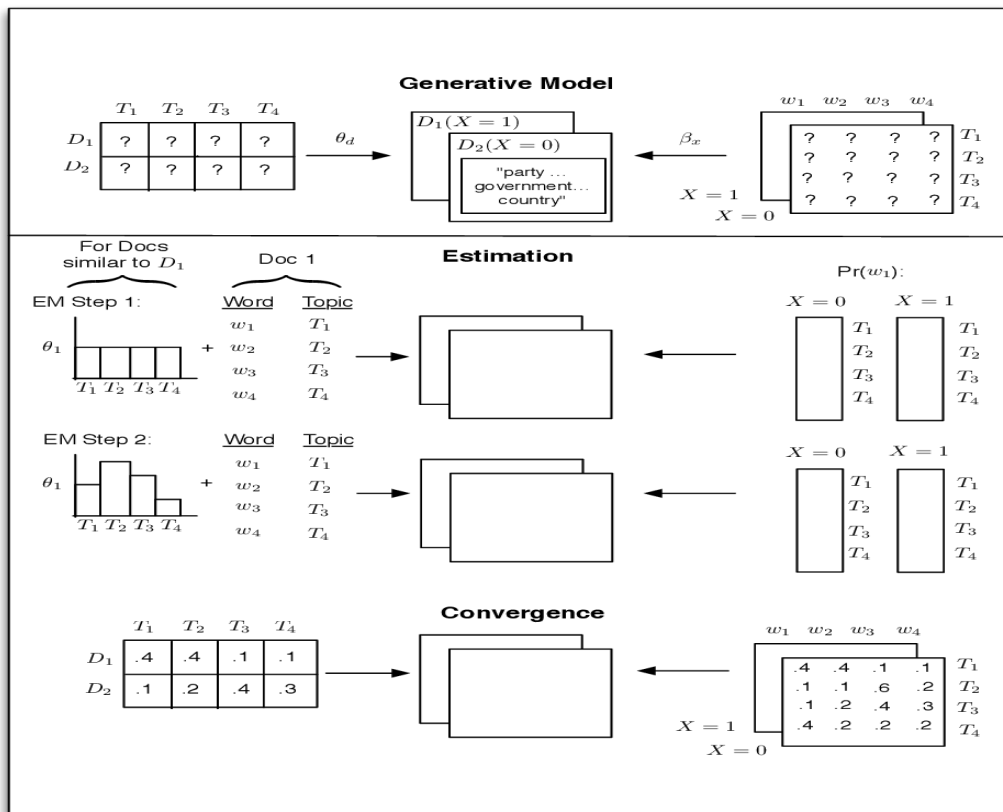 Generative Model
T1 T2 T3 T4
D1 ? ? ? ?
D2 ? ? ? ?
θd
D1(X = 1)
D2(X = 0)
"party ...
government...
country"
βx
w1 w2 w3 w4
? ? ? ? T1
? ? ? ? T2
? ? ? ? T3
? ? ? ? T4
X = 1
X = 0
Estimation
For Docs
similar to D1
Doc 1
Pr(w1):
EM Step 1:
θ1
T1 T2 T3 T4
+
Word Topic
w1 T1
w2 T2
w3 T3
w4 T4
X = 0 X = 1
T1 T1
T2 T2
T3 T3
T4 T4
EM Step 2:
θ1
T1 T2 T3 T4
+
Word Topic
w1 T1
w2 T2
w3 T3
w4 T4
X = 0 X = 1
T1 T1
T2 T2
T3 T3
T4 T4
Convergence
T1 T2 T3 T4
D1 .4 .4 .1 .1
D2 .1 .2 .4 .3
w1 w2 w3 w4
.4 .4 .1 .1 T1
.1 .1 .6 .2 T2
.1 .2 .4 .3 T3
.4 .2 .2 .2 T4
X = 1
X = 0